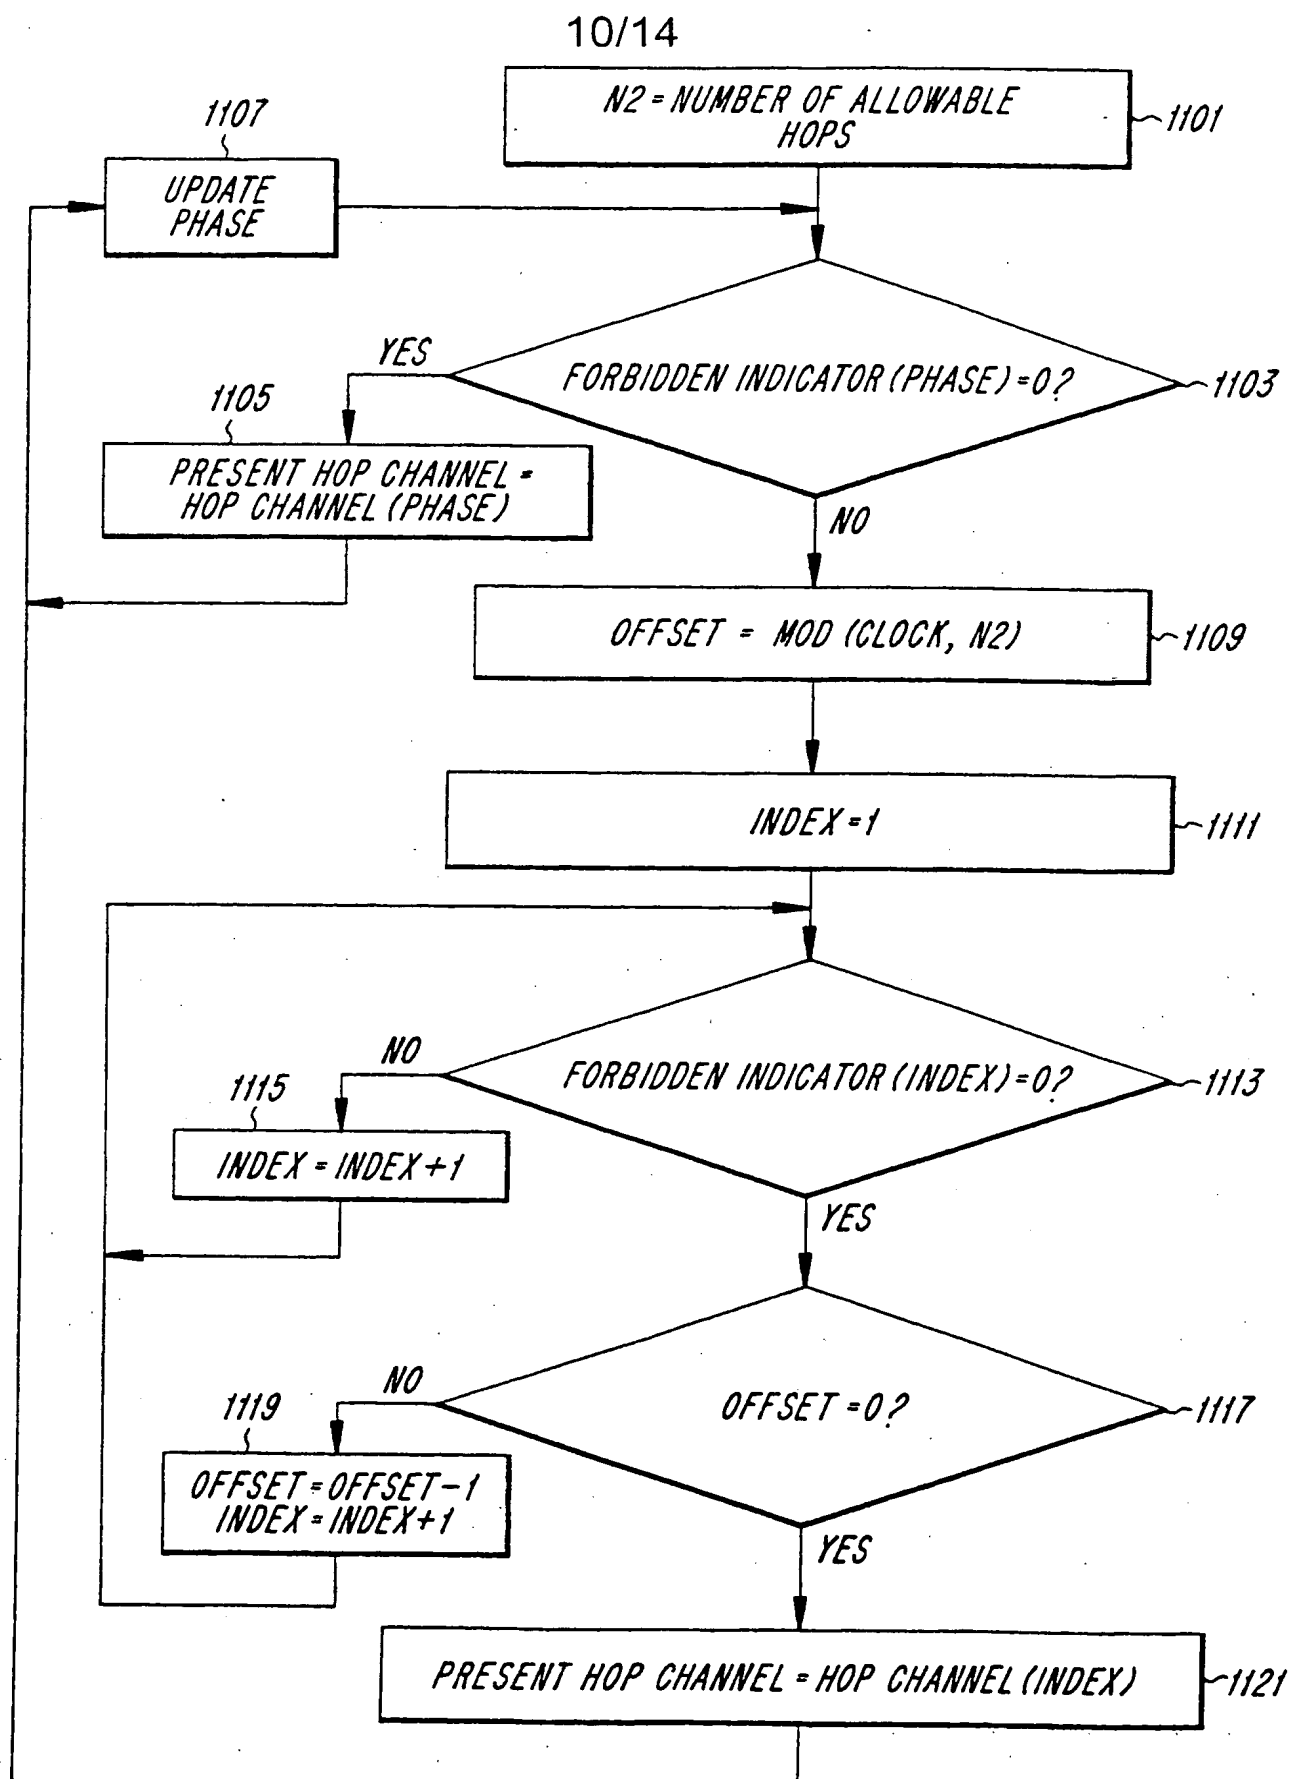 10/14
N2=NUMBER OF ALLOWABLE
HOPS
1101
1107
UPDATE
PHASE
FORBIDDEN INDICATOR(PHASE)=0?
1103
YES
1105
PRESENT HOP CHANNEL=
HOP CHANNEL(PHASE)
NO
OFFSET = MOD (CLOCK, N2)
1109
INDEX=1
1111
FORBIDDEN INDICATOR(INDEX)=0?
1113
NO
1115
INDEX=INDEX+1
YES
OFFSET=0?
1117
NO
1119
OFFSET=OFFSET-1
INDEX=INDEX+1
YES
PRESENT HOP CHANNEL=HOP CHANNEL(INDEX)
1121